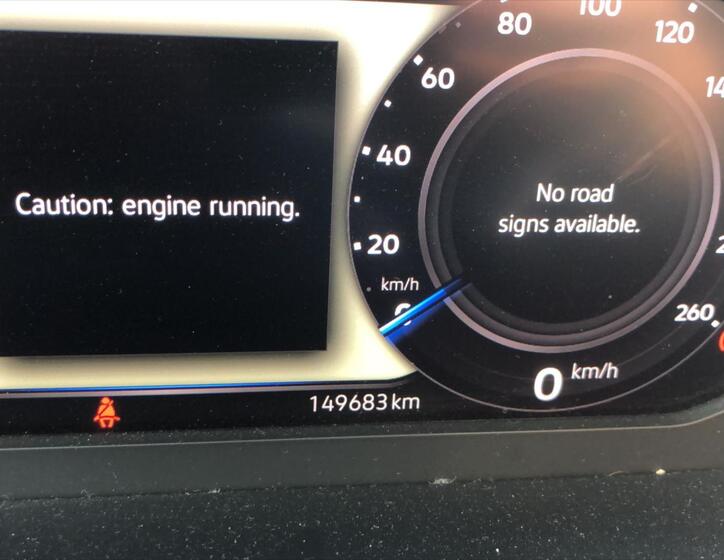 Caution: engine running.
80
100
120
60
40
20
km/h
0
No road
signs available.
260
0 km/h
149683 km